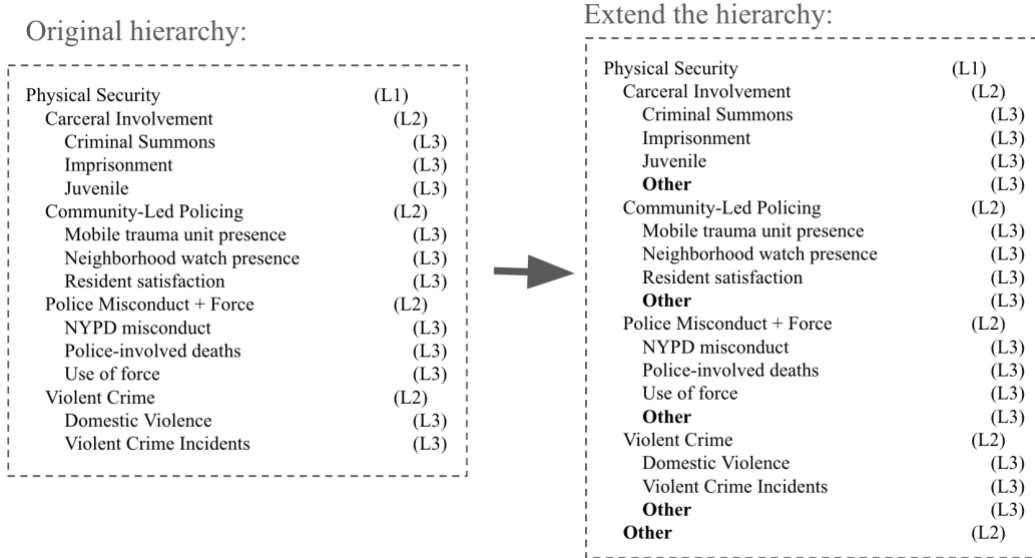 Original hierarchy:
Physical Security (L1)
Carceral Involvement (L2)
Criminal Summons (L3)
Imprisonment (L3)
Juvenile (L3)
Community-Led Policing (L2)
Mobile trauma unit presence (L3)
Neighborhood watch presence (L3)
Resident satisfaction (L3)
Police Misconduct + Force (L2)
NYPD misconduct (L3)
Police-involved deaths (L3)
Use of force (L3)
Violent Crime (L2)
Domestic Violence (L3)
Violent Crime Incidents (L3)
Extend the hierarchy:
Physical Security (L1)
Carceral Involvement (L2)
Criminal Summons (L3)
Imprisonment (L3)
Juvenile (L3)
Other (L3)
Community-Led Policing (L2)
Mobile trauma unit presence (L3)
Neighborhood watch presence (L3)
Resident satisfaction (L3)
Other (L3)
Police Misconduct + Force (L2)
NYPD misconduct (L3)
Police-involved deaths (L3)
Use of force (L3)
Other (L3)
Violent Crime (L2)
Domestic Violence (L3)
Violent Crime Incidents (L3)
Other (L3)
Other (L2)